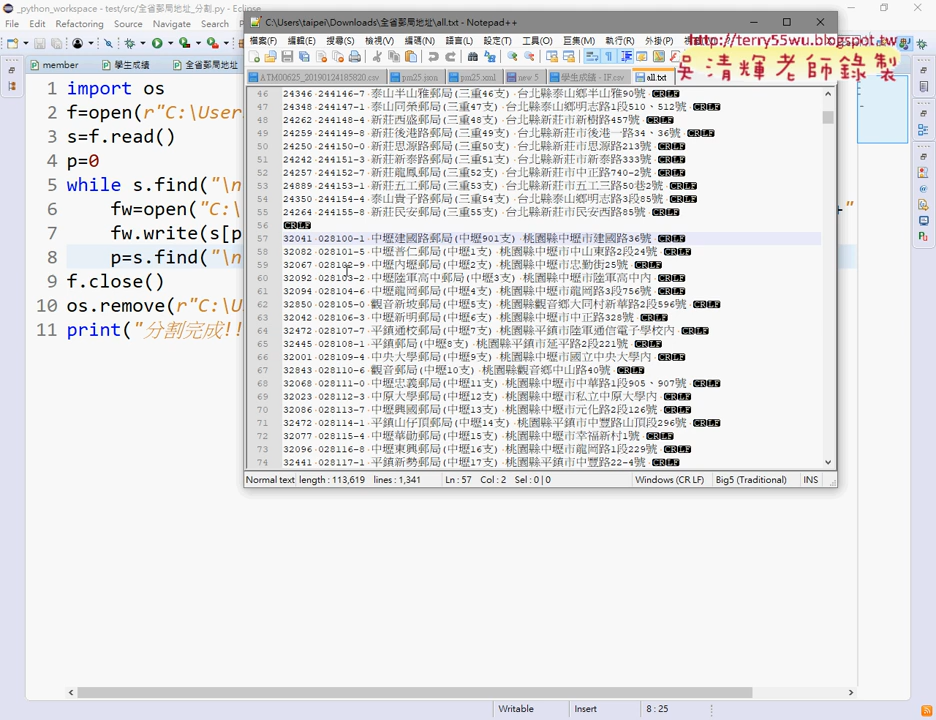 _python_workspace - test/src/全省郵局地址_分割.py - Eclipse
File Edit Refactoring Source Navigate Search
member 學生成績 全省郵局地址
1 import os
2 f=open(r"C:\User
3 s=f.read()
4 p=0
5 while s.find("\n
6 fw=open("C:\
7 fw.write(s[p
8 p=s.find("\n
9 f.close()
10 os.remove(r"C:\U
11 print("分割完成!!
C:\Users\taipei\Downloads\全省郵局地址\all.txt - Notepad++
檔案(F) 編輯(E) 搜尋(S) 檢視(V) 編碼(N) 語言(L) 設定(T) 工具(O) 巨集(M) 執行(R) 外掛(P)
http://terry55wu.blogspot.tw
吳清輝老師錄製
ATM00625_20190124185820.csv pm25.json pm25.xml new 5 學生成績 - IF.csv all.txt
46 24346 244146-7 泰山半山雅郵局(三重46支) 台北縣泰山鄉半山雅90號 CRLF
47 24348 244147-1 泰山同榮郵局(三重47支) 台北縣泰山鄉明志路1段510、512號 CRLF
48 24262 244148-4 新莊西盛郵局(三重48支) 台北縣新莊市新樹路457號 CRLF
49 24259 244149-8 新莊後港路郵局(三重49支) 台北縣新莊市後港一路34、36號 CRLF
50 24250 244150-0 新莊思源路郵局(三重50支) 台北縣新莊市思源路213號 CRLF
51 24242 244151-3 新莊新泰路郵局(三重51支) 台北縣新莊市新泰路333號 CRLF
52 24257 244152-7 新莊龍鳳郵局(三重52支) 台北縣新莊市中正路740-2號 CRLF
53 24889 244153-1 新莊五工郵局(三重53支) 台北縣新莊市五工三路50巷2號 CRLF
54 24350 244154-4 泰山貴子路郵局(三重54支) 台北縣泰山鄉明志路3段85號 CRLF
55 24264 244155-8 新莊民安郵局(三重55支) 台北縣新莊市民安西路85號 CRLF
56 CRLF
57 32041 028100-1 中壢建國路郵局(中壢901支) 桃園縣中壢市建國路36號 CRLF
58 32082 028101-5 中壢普仁郵局(中壢1支) 桃園縣中壢市中山東路2段24號 CRLF
59 32067 028102-9 中壢內壢郵局(中壢2支) 桃園縣中壢市忠勤街25號 CRLF
60 32092 028103-2 中壢陸軍高中郵局(中壢3支) 桃園縣中壢市陸軍高中內 CRLF
61 32094 028104-6 中壢龍岡郵局(中壢4支) 桃園縣中壢市龍岡路3段756號 CRLF
62 32850 028105-0 觀音新坡郵局(中壢5支) 桃園縣觀音鄉大同村新華路2段596號 CRLF
63 32042 028106-3 中壢新明郵局(中壢6支) 桃園縣中壢市中正路328號 CRLF
64 32472 028107-7 平鎮通校郵局(中壢7支) 桃園縣平鎮市陸軍通信電子學校內 CRLF
65 32445 028108-1 平鎮郵局(中壢8支) 桃園縣平鎮市延平路2段221號 CRLF
66 32001 028109-4 中央大學郵局(中壢9支) 桃園縣中壢市國立中央大學內 CRLF
67 32843 028110-6 觀音郵局(中壢10支) 桃園縣觀音鄉中山路40號 CRLF
68 32068 028111-0 中壢忠義郵局(中壢11支) 桃園縣中壢市中華路1段905、907號 CRLF
69 32023 028112-3 中原大學郵局(中壢12支) 桃園縣中壢市私立中原大學內 CRLF
70 32086 028113-7 中壢興國郵局(中壢13支) 桃園縣中壢市元化路2段126號 CRLF
71 32472 028114-1 平鎮山仔頂郵局(中壢14支) 桃園縣平鎮市中豐路山頂段296號 CRLF
72 32077 028115-4 中壢華勛郵局(中壢15支) 桃園縣中壢市幸福新村1號 CRLF
73 32096 028116-8 中壢東興郵局(中壢16支) 桃園縣中壢市龍岡路1段229號 CRLF
74 32441 028117-1 平鎮新勢郵局(中壢17支) 桃園縣平鎮市中豐路22-4號 CRLF
Normal text length : 113,619 lines : 1,341 Ln : 57 Col : 2 Sel : 0 | 0 Windows (CR LF) Big5 (Traditional) INS
Writable Insert 8 : 25